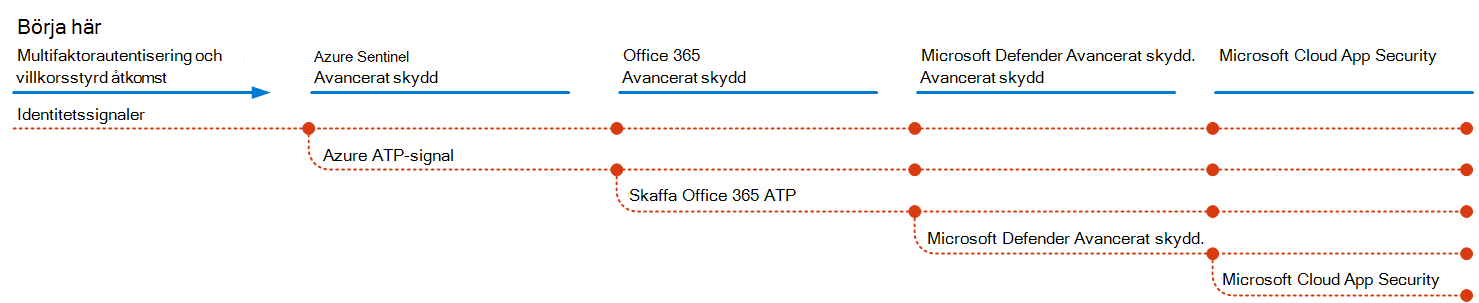 Börja här
Multifaktorautentisering och
villkorsstyrd åtkomst
Azure Sentinel
Avancerat skydd
Office 365
Avancerat skydd
Microsoft Defender Avancerat skydd.
Avancerat skydd
Microsoft Cloud App Security
Identitetssignaler
Azure ATP-signal
Skaffa Office 365 ATP
Microsoft Defender Avancerat skydd.
Microsoft Cloud App Security